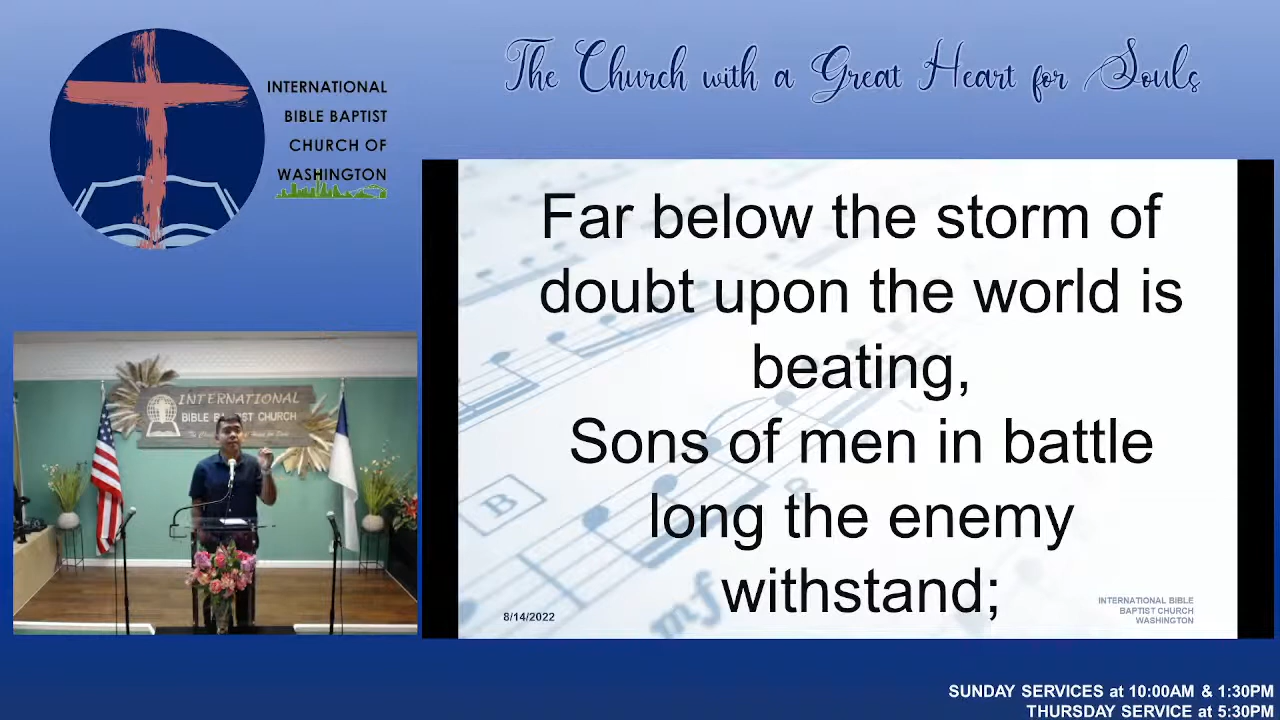 The Church with a Great Heart for Souls
INTERNATIONAL
BIBLE BAPTIST
CHURCH OF
WASHINGTON
Far below the storm of
doubt upon the world is
beating,
Sons of men in battle
long the enemy
withstand;
8/14/2022
INTERNATIONAL BIBLE
BAPTIST CHURCH
WASHINGTON
B
mf
INTERNATIONAL
BIBLE BAPTIST CHURCH
SUNDAY SERVICES at 10:00AM & 1:30PM
THURSDAY SERVICE at 5:30PM